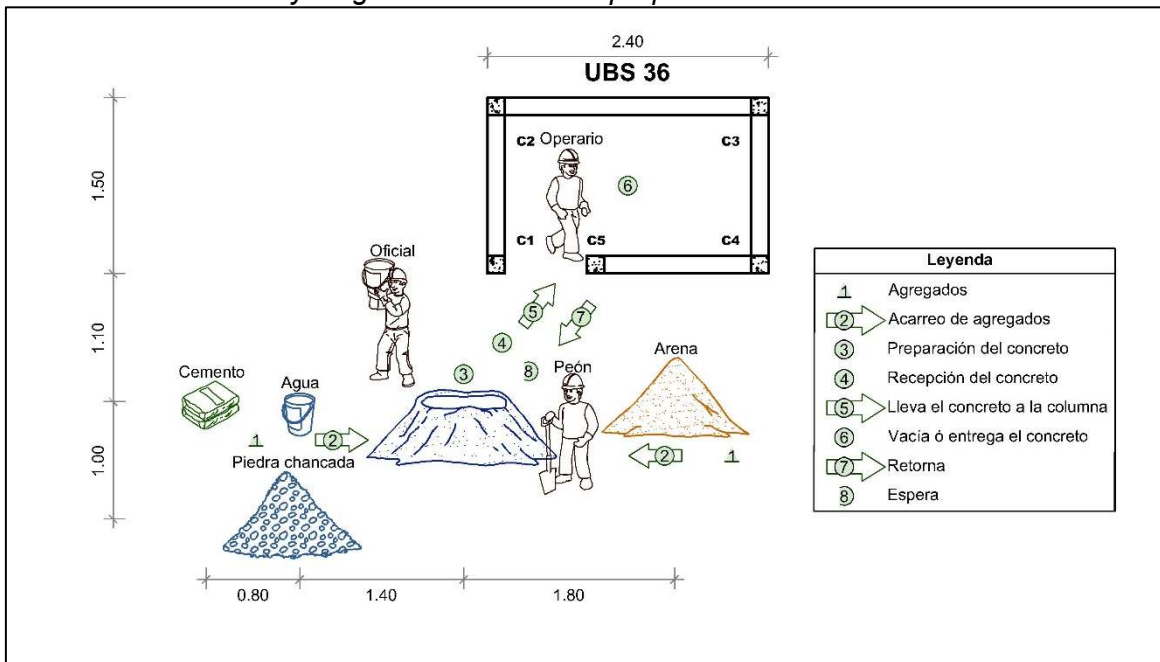 2.40
UBS 36
C2 Operario
C3
6
1.50
C1
C5
C4
Oficial
5
7
4
1.10
3
8
Peón
Arena
Cemento
Agua
1
2
2
1
Piedra chancada
1.00
0.80
1.40
1.80
Leyenda
1 Agregados
2 Acarreo de agregados
3 Preparación del concreto
4 Recepción del concreto
5 Lleva el concreto a la columna
6 Vacía ó entrega el concreto
7 Retorna
8 Espera